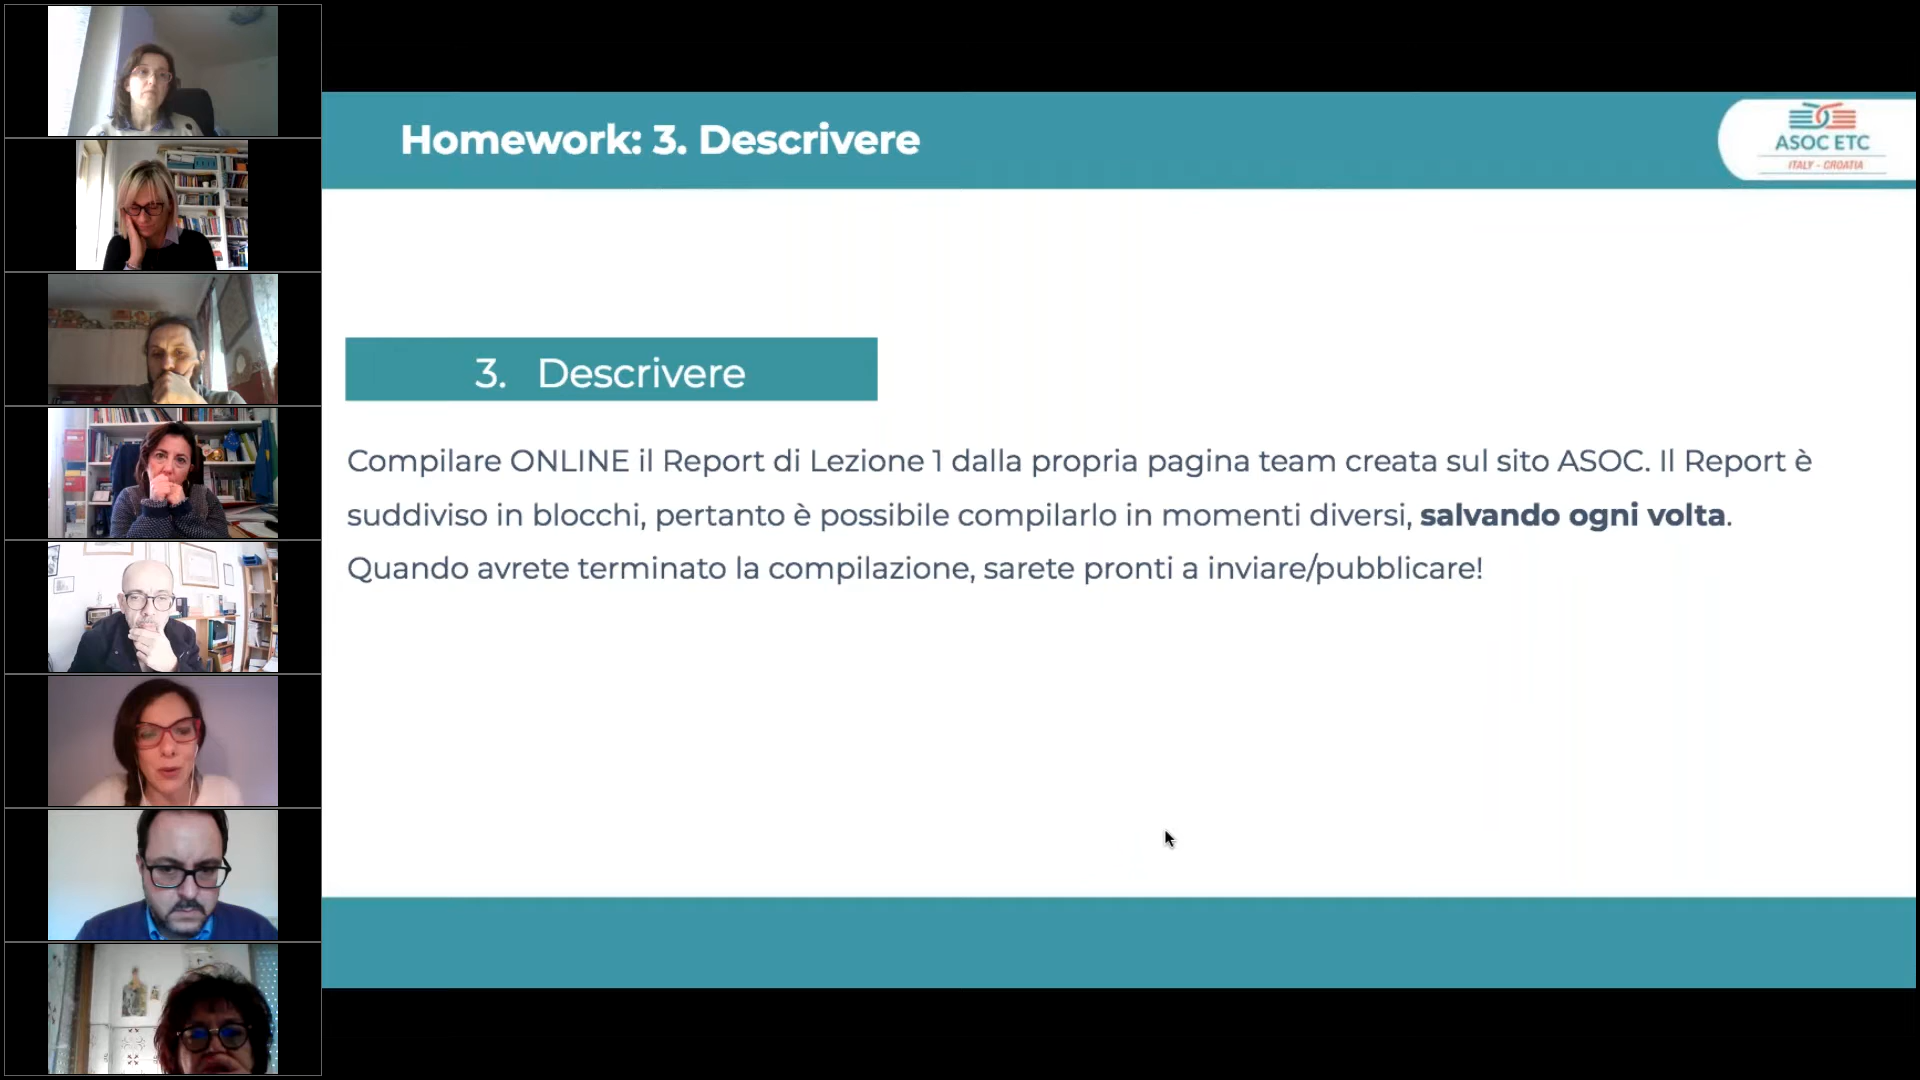 Homework: 3. Descrivere
ASOC ETC
ITALY - CROATIA
3. Descrivere
Compilare ONLINE il Report di Lezione 1 dalla propria pagina team creata sul sito ASOC. Il Report è
suddiviso in blocchi, pertanto è possibile compilarlo in momenti diversi, salvando ogni volta.
Quando avrete terminato la compilazione, sarete pronti a inviare/pubblicare!